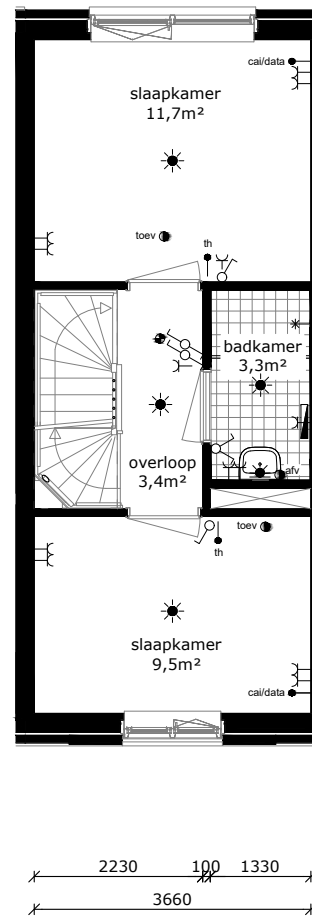 cai/data
slaapkamer
11,7m²
toev
th
badkamer
3,3m²
overloop
3,4m²
afv
toev
th
slaapkamer
9,5m²
cai/data
2230 100 1330
3660